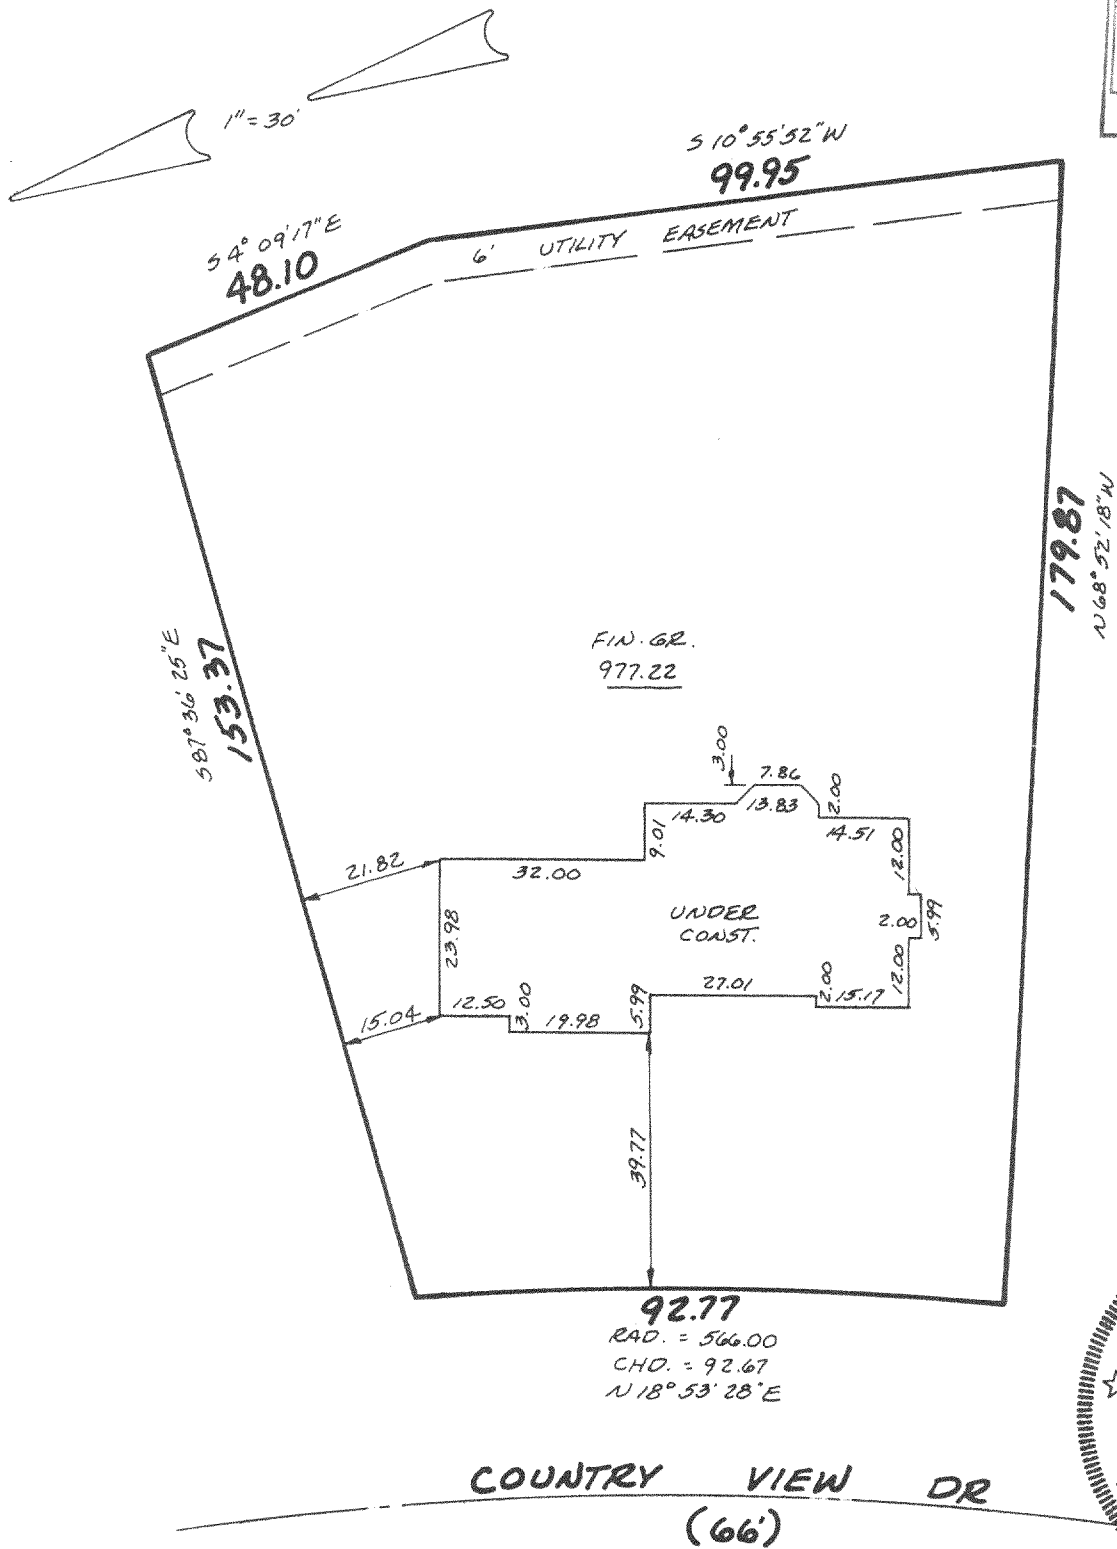 1"=30'
S 10° 55' 52" W
99.95
S 4° 09' 17" E
48.10
6' UTILITY EASEMENT
179.87
N 68° 52' 18" W
S 87° 36' 25" E
153.37
FIN. GR.
977.22
3.00
7.86
2.00
14.30
13.83
14.51
9.01
12.00
21.82
32.00
UNDER
CONST.
2.00
5.99
23.98
27.01
12.00
12.50
3.00
5.99
2.00
15.17
15.04
19.98
39.77
92.77
RAD. = 566.00
CHD. = 92.67
N 18° 53' 28" E
COUNTRY VIEW DR
(66')